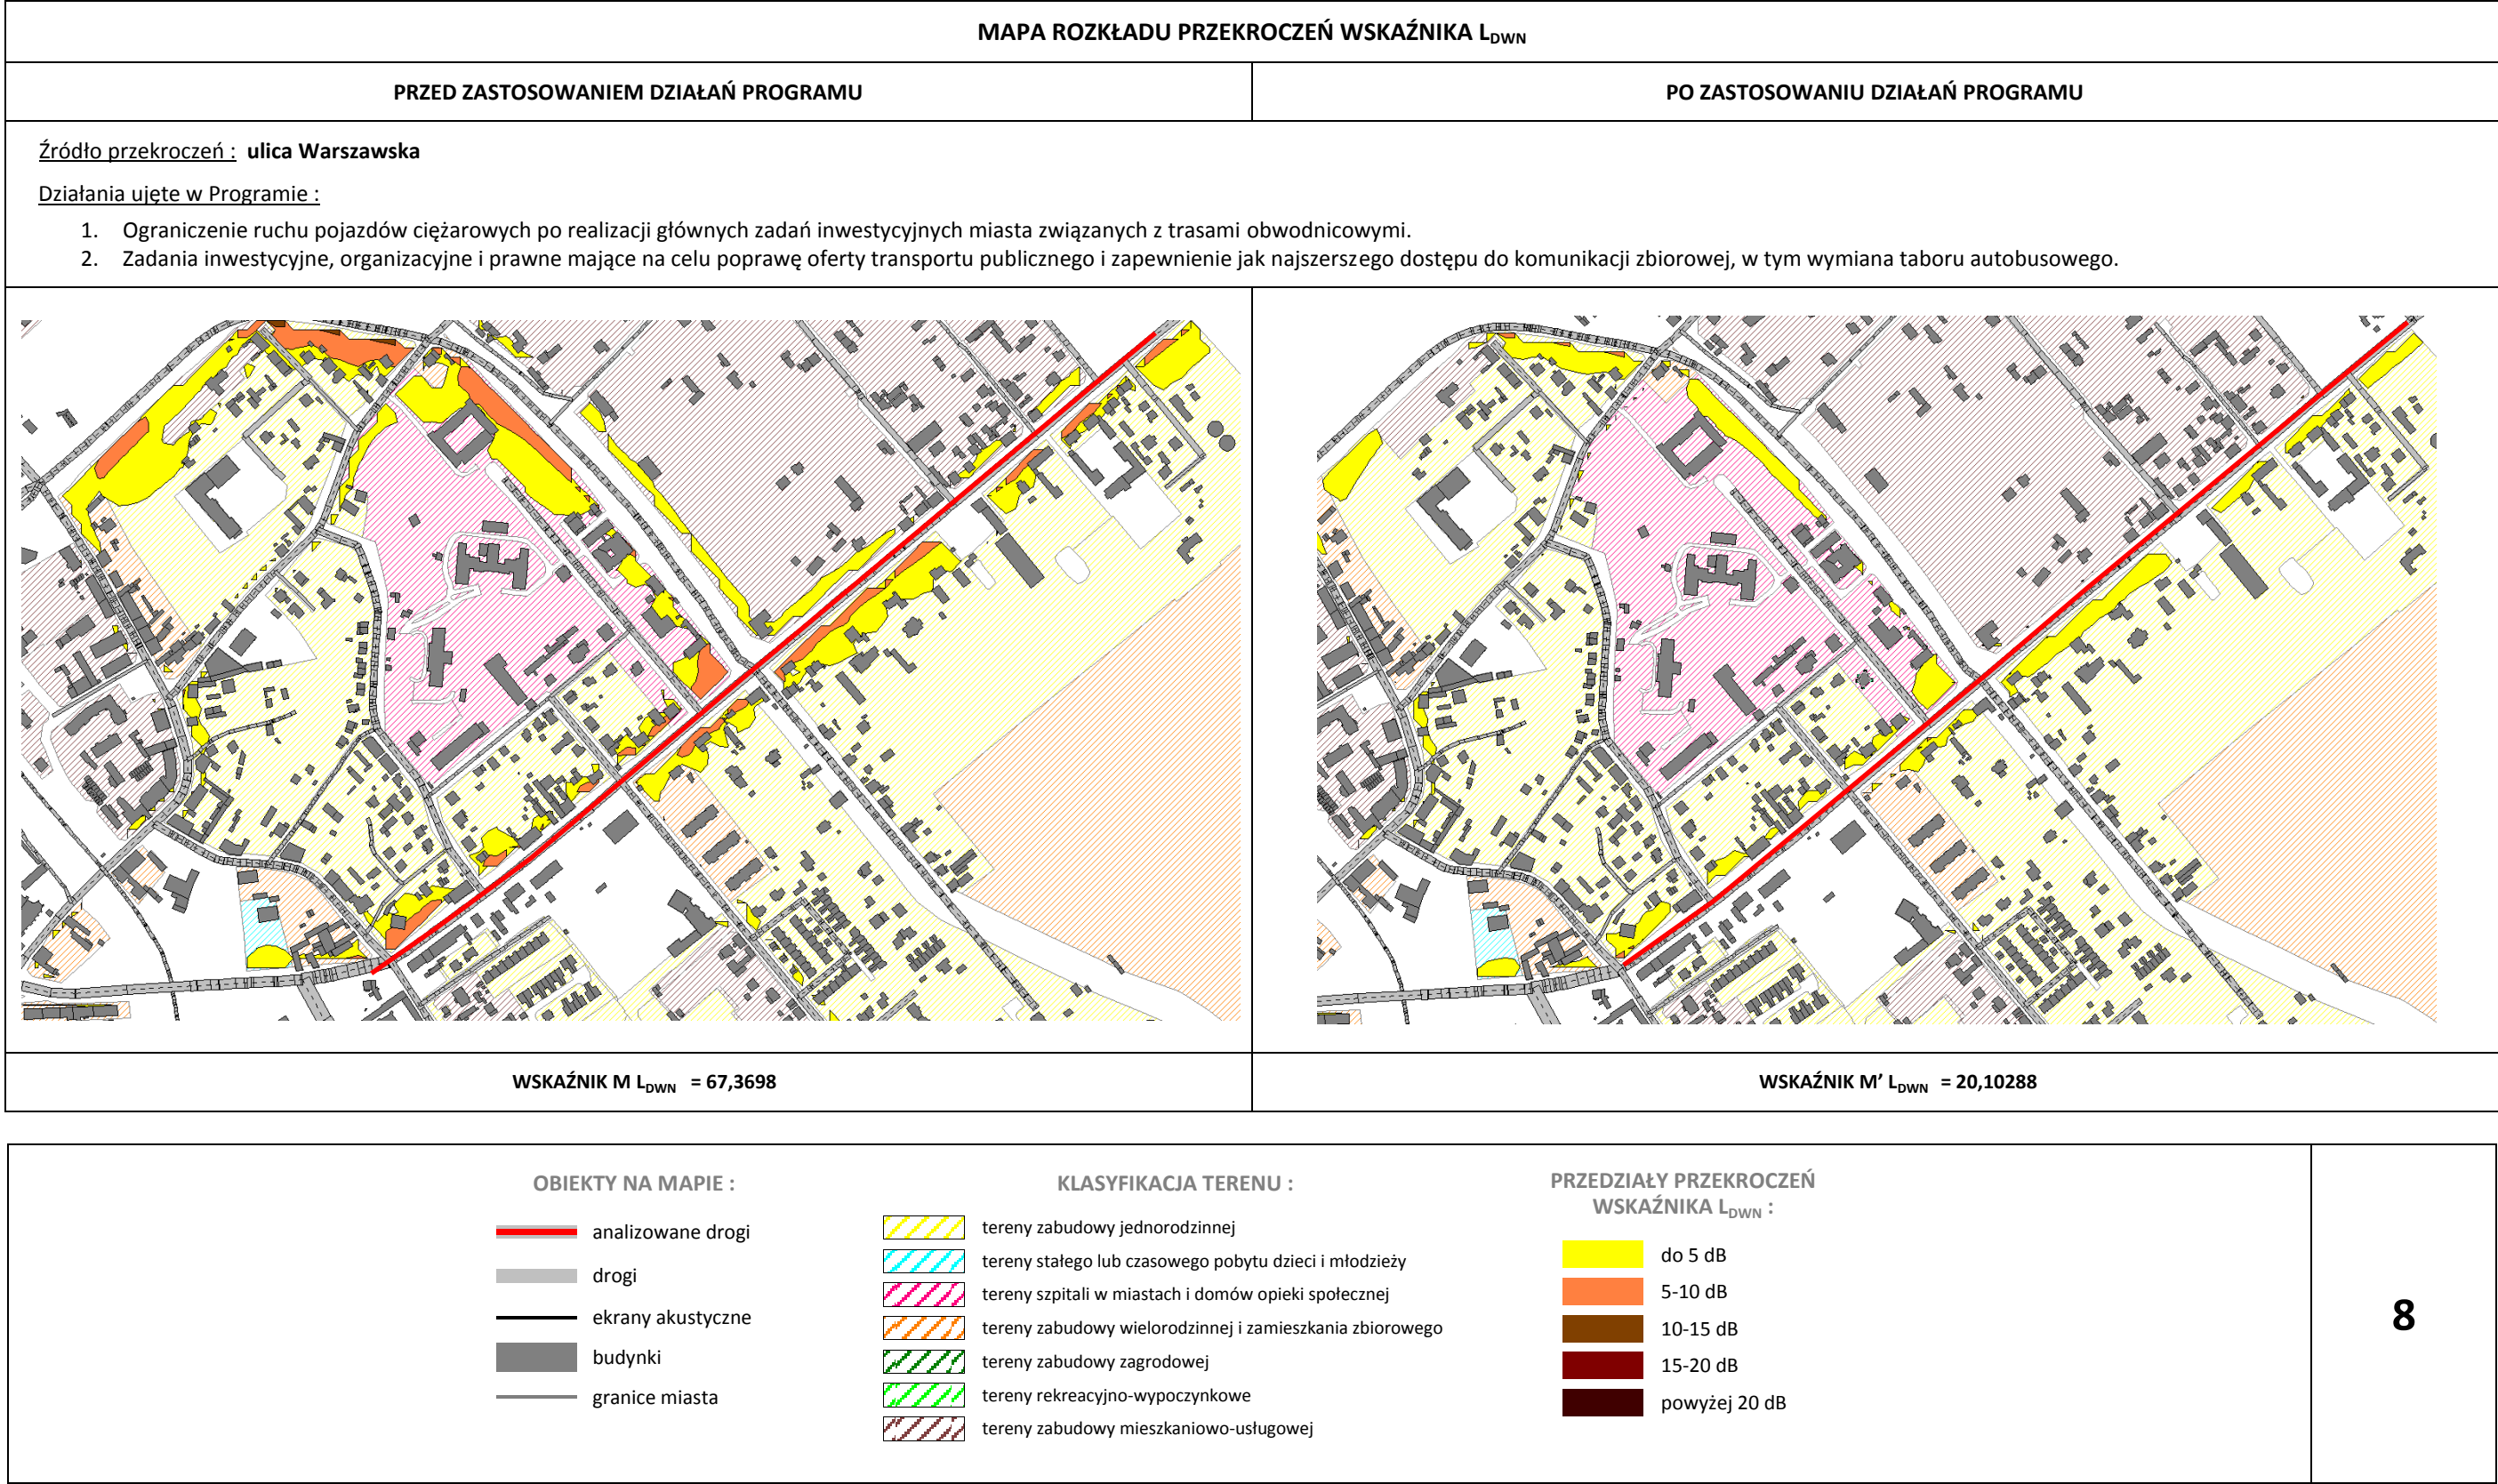 MAPA ROZKŁADU PRZEKROCZEŃ WSKAŹNIKA LDWN
PRZED ZASTOSOWANIEM DZIAŁAŃ PROGRAMU
PO ZASTOSOWANIU DZIAŁAŃ PROGRAMU
Źródło przekroczeń : ulica Warszawska
Działania ujęte w Programie :
1. Ograniczenie ruchu pojazdów ciężarowych po realizacji głównych zadań inwestycyjnych miasta związanych z trasami obwodnicowymi.
2. Zadania inwestycyjne, organizacyjne i prawne mające na celu poprawę oferty transportu publicznego i zapewnienie jak najszerszego dostępu do komunikacji zbiorowej, w tym wymiana taboru autobusowego.
WSKAŹNIK M LDWN = 67,3698
WSKAŹNIK M’ LDWN = 20,10288
OBIEKTY NA MAPIE :
analizowane drogi
drogi
ekrany akustyczne
budynki
granice miasta
KLASYFIKACJA TERENU :
tereny zabudowy jednorodzinnej
tereny stałego lub czasowego pobytu dzieci i młodzieży
tereny szpitali w miastach i domów opieki społecznej
tereny zabudowy wielorodzinnej i zamieszkania zbiorowego
tereny zabudowy zagrodowej
tereny rekreacyjno-wypoczynkowe
tereny zabudowy mieszkaniowo-usługowej
PRZEDZIAŁY PRZEKROCZEŃ
WSKAŹNIKA LDWN :
do 5 dB
5-10 dB
10-15 dB
15-20 dB
powyżej 20 dB
8